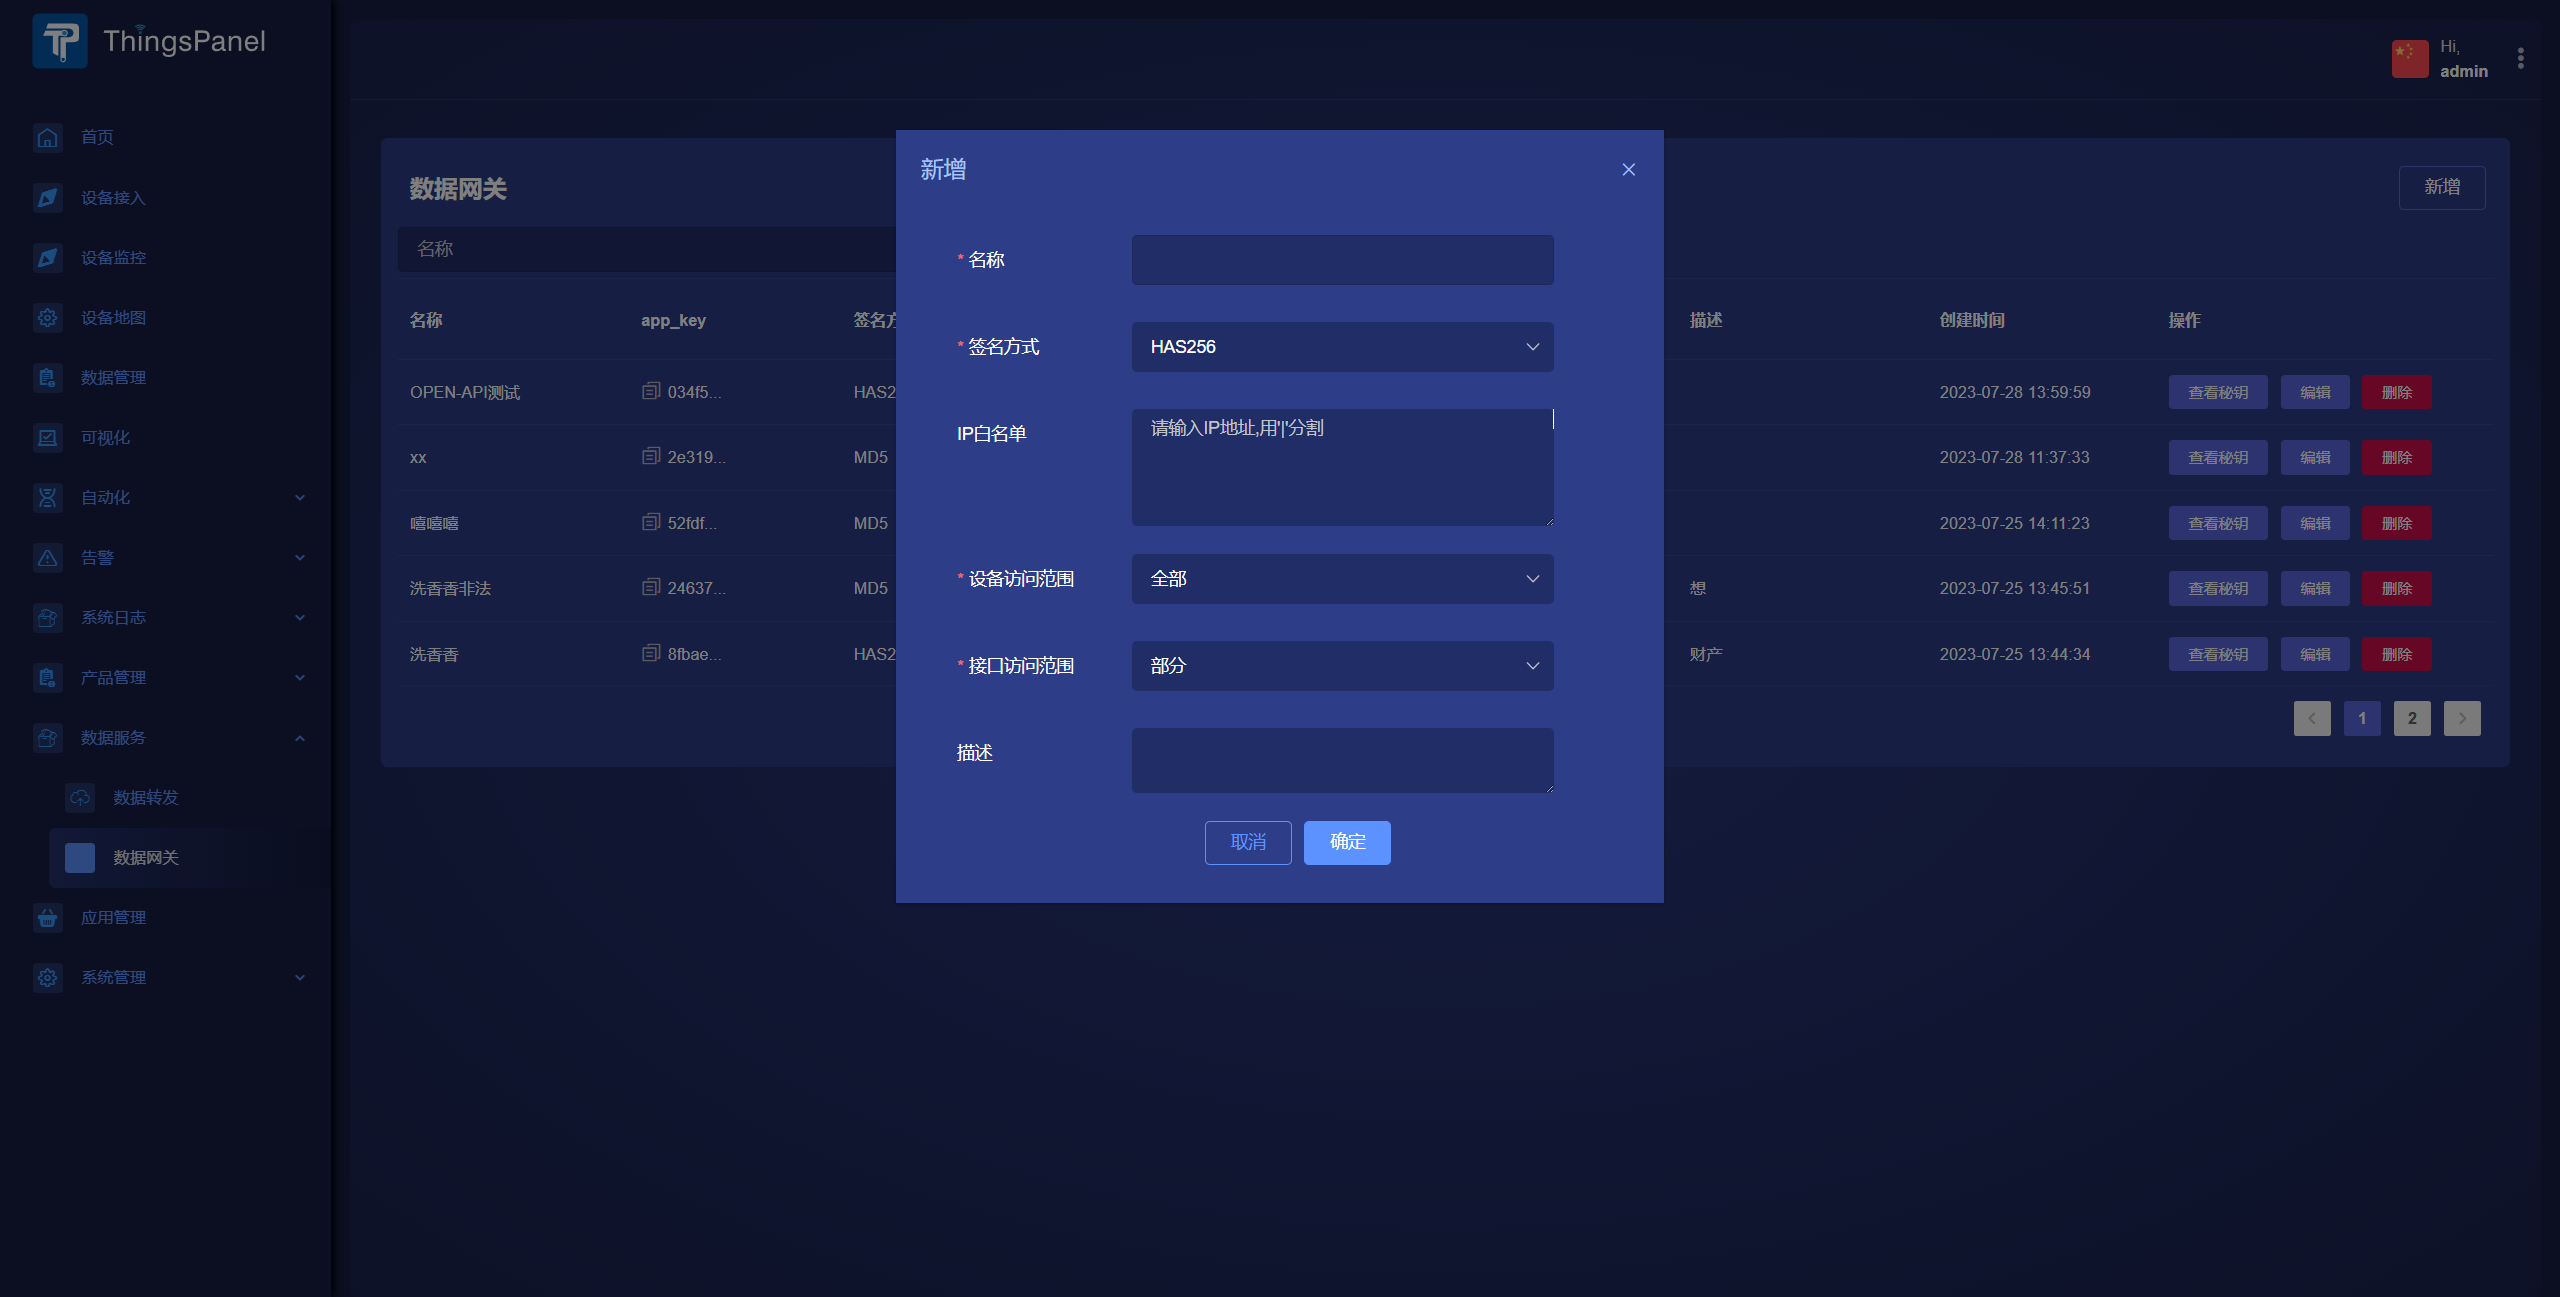 ThingsPanel
Hi,
admin
首页
设备接入
设备监控
设备地图
数据管理
可视化
自动化
告警
系统日志
产品管理
数据服务
数据转发
数据网关
应用管理
系统管理
数据网关
新增
名称
名称 app_key 签名方 描述 创建时间 操作
OPEN-API测试 034f5... HAS2 2023-07-28 13:59:59 查看秘钥 编辑 删除
xx 2e319... MD5 2023-07-28 11:37:33 查看秘钥 编辑 删除
嘻嘻嘻 52fdf... MD5 2023-07-25 14:11:23 查看秘钥 编辑 删除
洗香香非法 24637... MD5 想 2023-07-25 13:45:51 查看秘钥 编辑 删除
洗香香 8fbae... HAS2 财产 2023-07-25 13:44:34 查看秘钥 编辑 删除
1 2
新增
* 名称
* 签名方式 HAS256
IP白名单 请输入IP地址,用'|'分割
* 设备访问范围 全部
* 接口访问范围 部分
描述
取消 确定